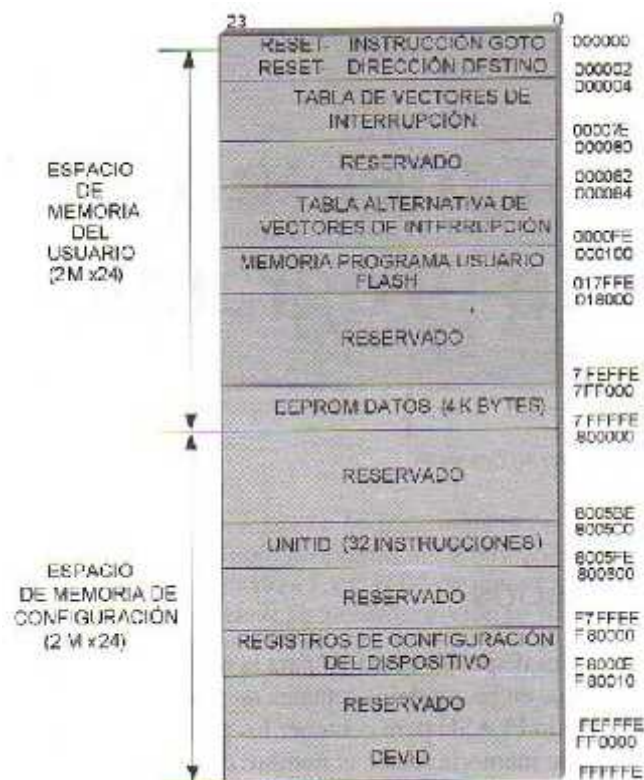 23 0
RESET- INSTRUCCIÓN GOTO 000000
RESET- DIRECCIÓN DESTINO 000002
000004
TABLA DE VECTORES DE
INTERRUPCIÓN
00007E
000080
RESERVADO
000082
000084
TABLA ALTERNATIVA DE
VECTORES DE INTERRUPCIÓN
0000FE
000100
MEMORIA PROGRAMA USUARIO
FLASH
017FFE
018000
RESERVADO
7FEFFE
7FF000
EEPROM DATOS (4K BYTES)
7FFFFE
800000
ESPACIO
DE
MEMORIA
DEL
USUARIO
(2M x24)
RESERVADO
8005BE
8005C0
UNITID (32 INSTRUCCIONES)
8005FE
800600
RESERVADO
F7FFEE
F80000
REGISTROS DE CONFIGURACIÓN
DEL DISPOSITIVO
F8000E
F80010
RESERVADO
FEFFFE
FF0000
DEVID
FFFFFE
ESPACIO
DE MEMORIA DE
CONFIGURACIÓN
(2 M x24)